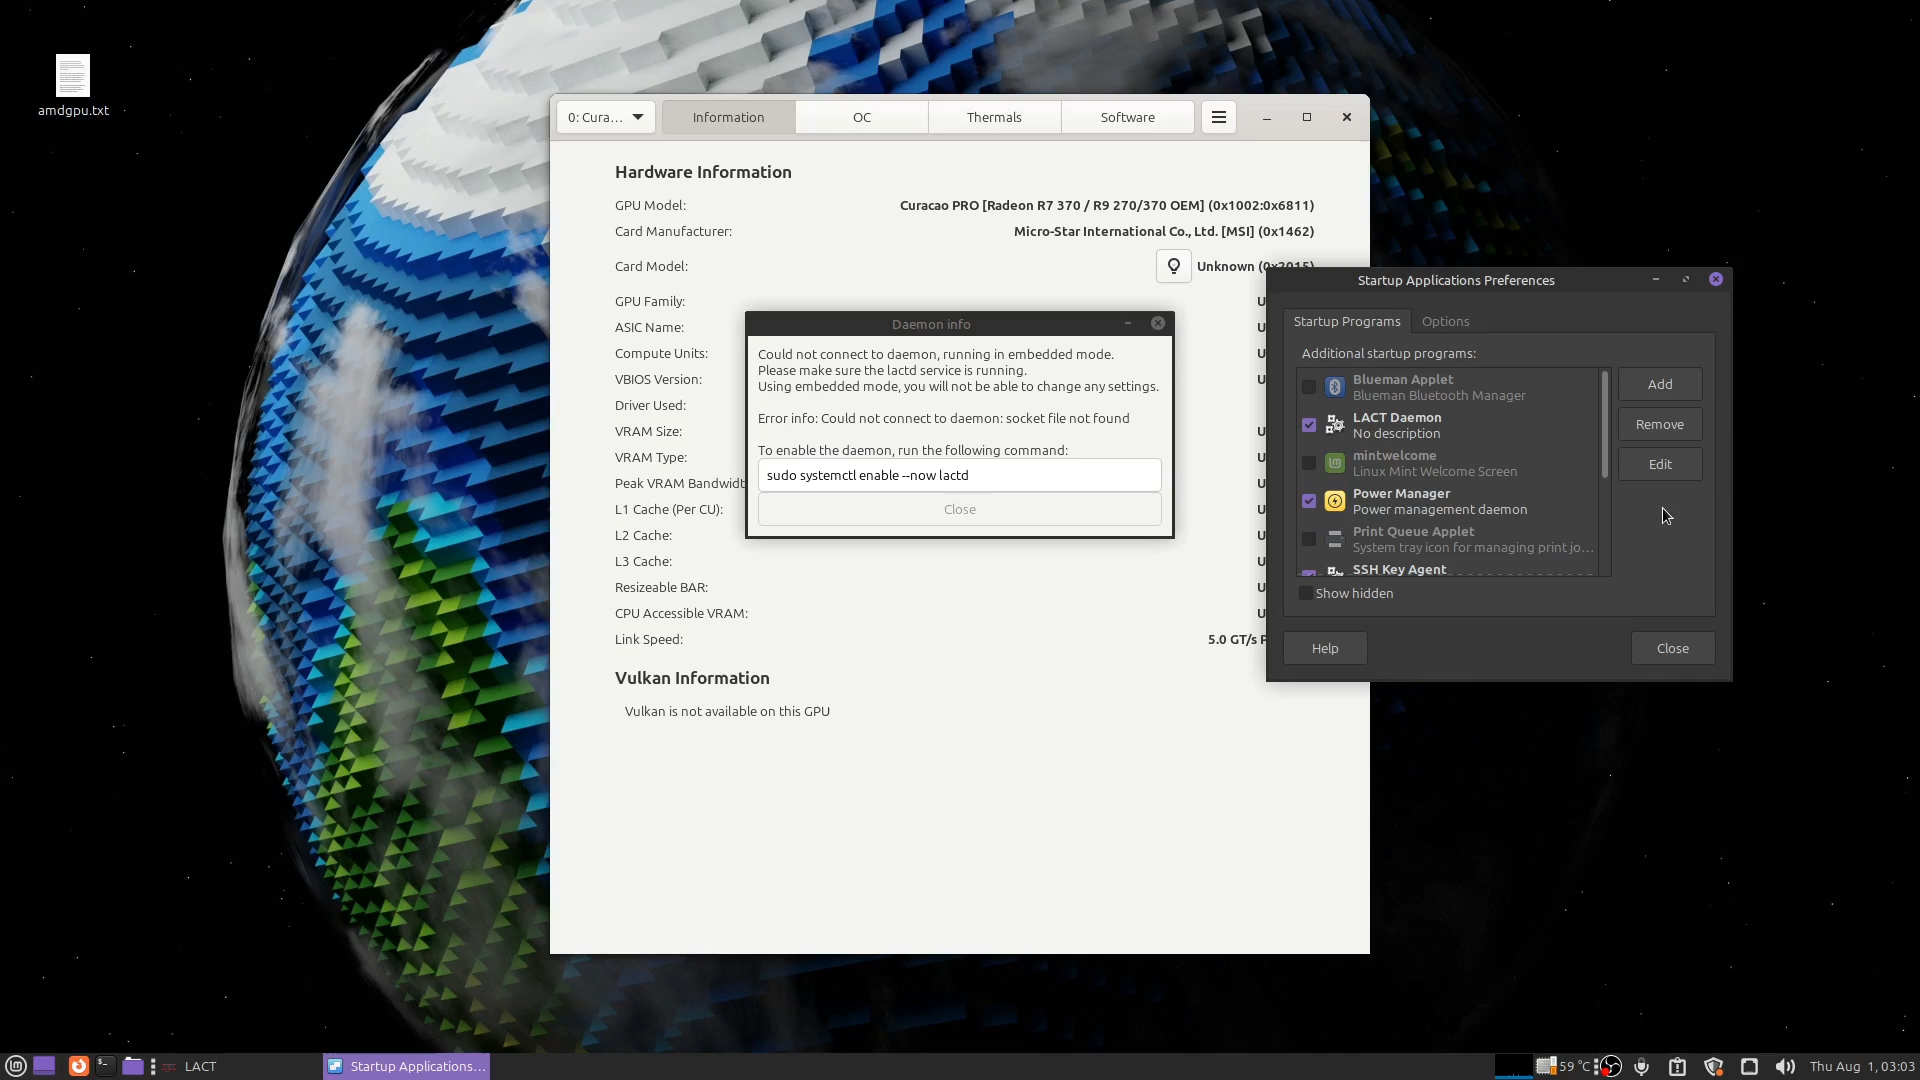 amdgpu.txt
0: Cura...
Information
OC
Thermals
Software
Hardware Information
GPU Model:
Curacao PRO [Radeon R7 370 / R9 270/370 OEM] (0x1002:0x6811)
Card Manufacturer:
Micro-Star International Co., Ltd. [MSI] (0x1462)
Card Model:
Unknown (0x2015)
GPU Family:
U
ASIC Name:
U
Compute Units:
U
VBIOS Version:
U
Driver Used:
U
VRAM Size:
U
VRAM Type:
U
Peak VRAM Bandwidt
U
L1 Cache (Per CU):
U
L2 Cache:
U
L3 Cache:
U
Resizeable BAR:
U
CPU Accessible VRAM:
U
Link Speed:
5.0 GT/s
Vulkan Information
Vulkan is not available on this GPU
Daemon info
Could not connect to daemon, running in embedded mode.
Please make sure the lactd service is running.
Using embedded mode, you will not be able to change any settings.
Error info: Could not connect to daemon: socket file not found
To enable the daemon, run the following command:
sudo systemctl enable --now lactd
Close
Startup Applications Preferences
Startup Programs
Options
Additional startup programs:
Blueman Applet
Blueman Bluetooth Manager
LACT Daemon
No description
mintwelcome
Linux Mint Welcome Screen
Power Manager
Power management daemon
Print Queue Applet
System tray icon for managing print jo...
SSH Key Agent
Add
Remove
Edit
Show hidden
Help
Close
LACT
Startup Applications...
59 °C
Thu Aug 1, 03:03